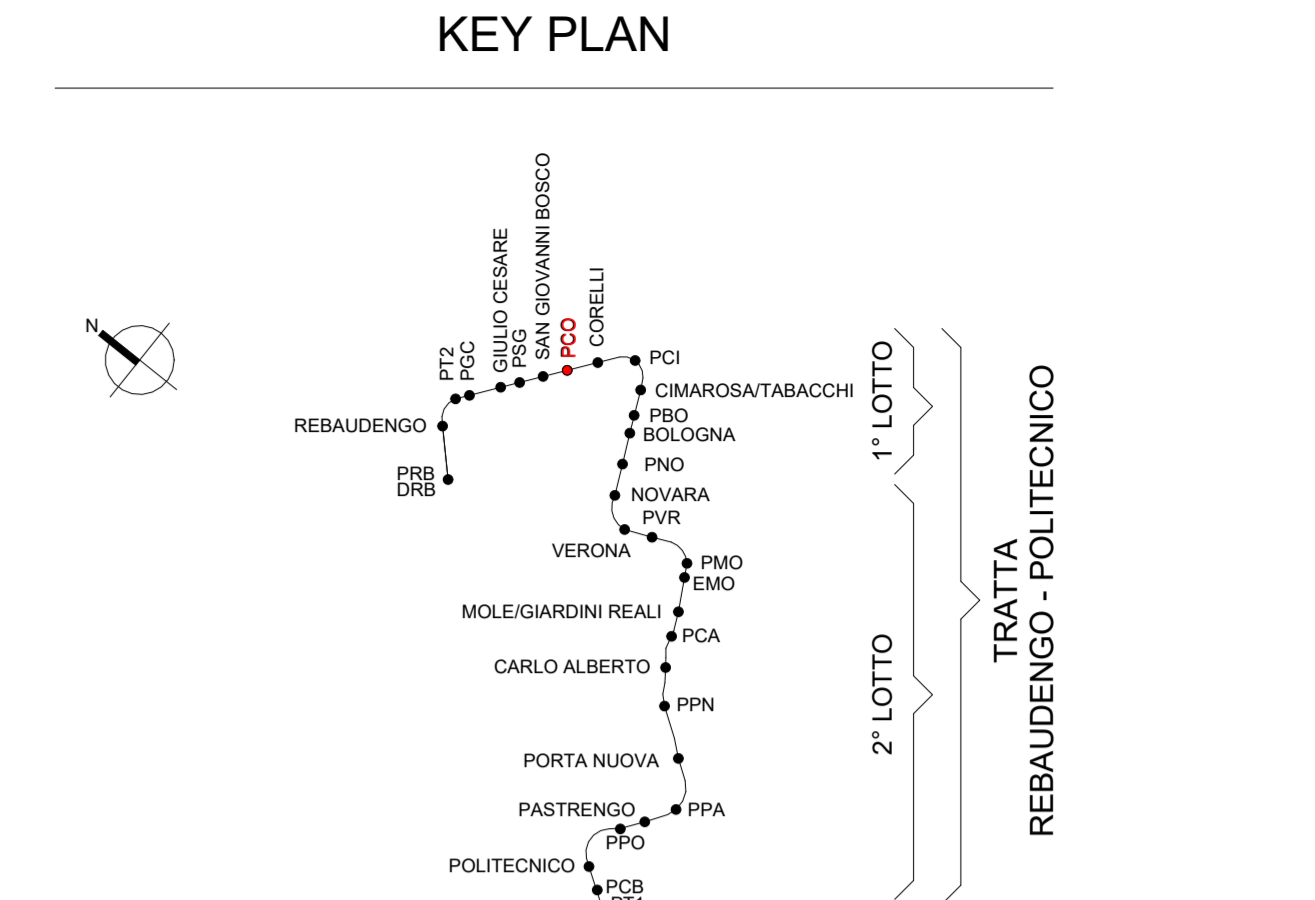 KEY PLAN
N
PT2
PGC
GIULIO CESARE
PSG
SAN GIOVANNI BOSCO
PCO
CORELLI
PCI
CIMAROSA/TABACCHI
REBAUDENGO
PBO
BOLOGNA
PNO
PRB
DRB
NOVARA
PVR
VERONA
PMO
EMO
MOLE/GIARDINI REALI
PCA
CARLO ALBERTO
PPN
PORTA NUOVA
PASTRENGO
PPA
PPO
POLITECNICO
PCB
PT1
1° LOTTO
2° LOTTO
TRATTA
REBAUDENGO - POLITECNICO